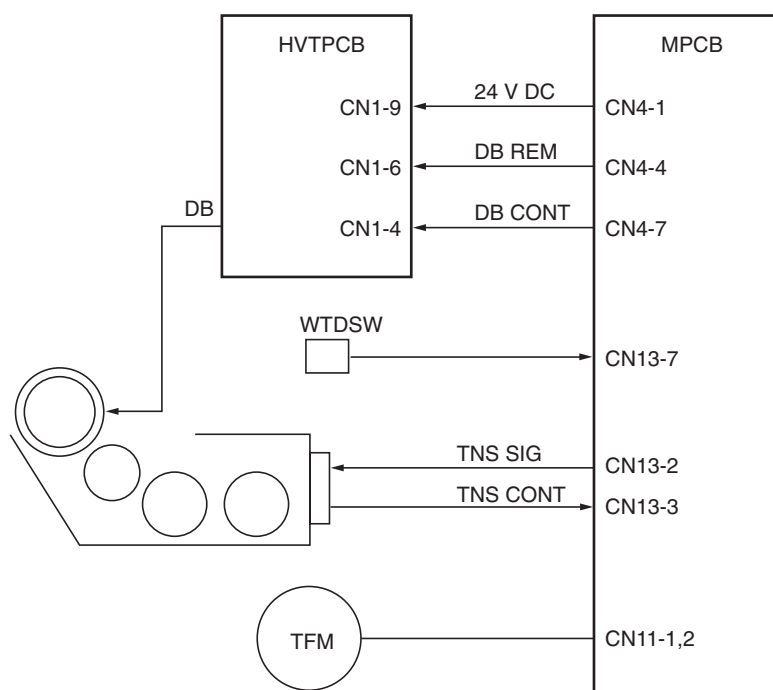 HVTPCB
MPCB
CN1-9
24 V DC
CN4-1
CN1-6
DB REM
CN4-4
DB
CN1-4
DB CONT
CN4-7
WTDSW
CN13-7
TNS SIG
CN13-2
TNS CONT
CN13-3
TFM
CN11-1,2